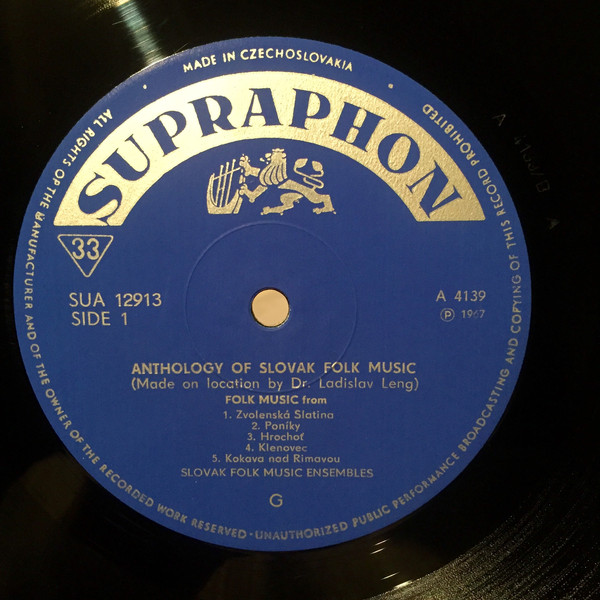 MADE IN CZECHOSLOVAKIA
SUPRAPHON
33
SUA 12913
SIDE 1
A 4139
Ⓟ 1967
ANTHOLOGY OF SLOVAK FOLK MUSIC
(Made on location by Dr. Ladislav Leng)
FOLK MUSIC from
1. Zvolenská Slatina
2. Poníky
3. Hrochoť
4. Klenovec
5. Kokava nad Rimavou
SLOVAK FOLK MUSIC ENSEMBLES
G
ALL RIGHTS OF THE MANUFACTURER AND OF THE OWNER OF THE RECORDED WORK RESERVED · UNAUTHORIZED PUBLIC PERFORMANCE BROADCASTING AND COPYING OF THIS RECORD PROHIBITED